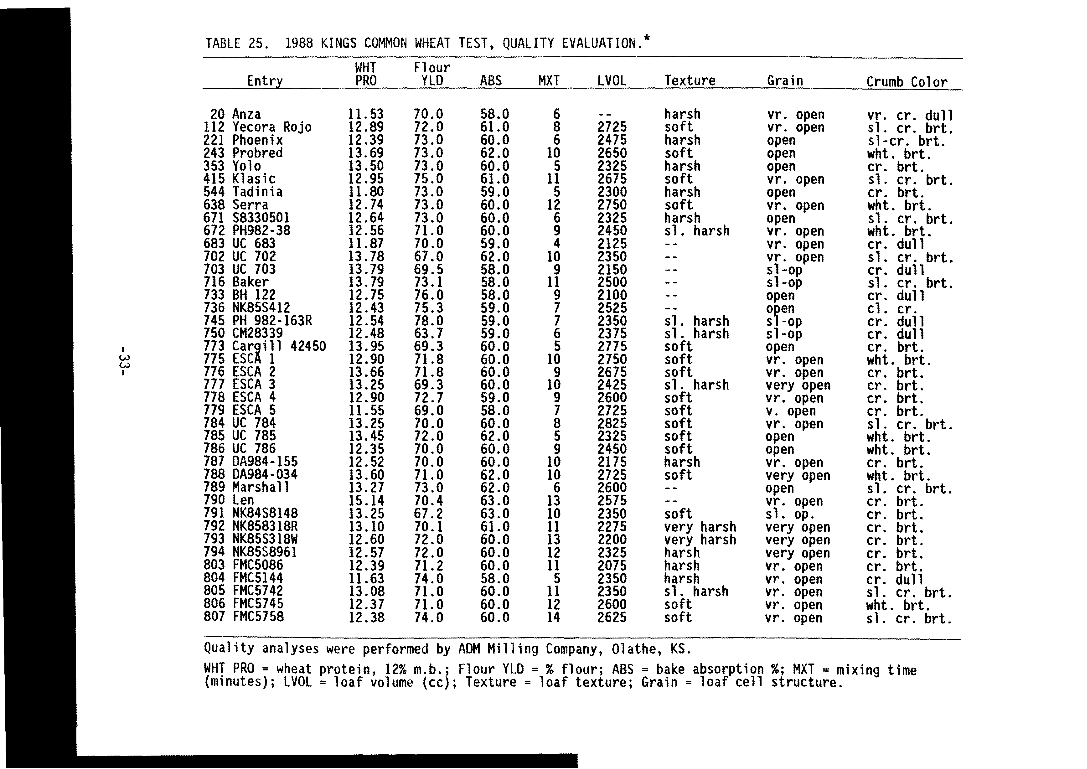 TABLE 25. 1988 KINGS COMMON WHEAT TEST, QUALITY EVALUATION.*
WHT Flour
Entry PRO YLD ABS MXT LVOL Texture Grain Crumb Color
20 Anza 11.53 70.0 58.0 6 -- harsh vr. open vr. cr. dull
112 Yecora Rojo 12.89 72.0 61.0 8 2725 soft vr. open sl. cr. brt.
221 Phoenix 12.39 73.0 60.0 6 2475 harsh open sl-cr. brt.
243 Probred 13.69 73.0 62.0 10 2650 soft open wht. brt.
353 Yolo 13.50 73.0 60.0 5 2325 harsh open cr. brt.
415 Klasic 12.95 75.0 61.0 11 2675 soft vr. open sl. cr. brt.
544 Tadinia 11.80 73.0 59.0 5 2300 harsh open cr. brt.
638 Serra 12.74 73.0 60.0 12 2750 soft vr. open wht. brt.
671 S8330501 12.64 73.0 60.0 6 2325 harsh open sl. cr. brt.
672 PH982-38 12.56 71.0 60.0 9 2450 sl. harsh vr. open wht. brt.
683 UC 683 11.87 70.0 59.0 4 2125 -- vr. open cr. dull
702 UC 702 13.78 67.0 62.0 10 2350 -- vr. open sl. cr. brt.
703 UC 703 13.79 69.5 58.0 9 2150 -- sl-op cr. dull
716 Baker 13.79 73.1 58.0 11 2500 -- sl-op sl. cr. brt.
733 BH 122 12.75 76.0 58.0 9 2100 -- open cr. dull
736 NK85S412 12.43 75.3 59.0 7 2525 -- open cl. cr.
745 PH 982-163R 12.54 78.0 59.0 7 2350 sl. harsh sl-op cr. dull
750 CM28339 12.48 63.7 59.0 6 2375 sl. harsh sl-op cr. dull
773 Cargill 42450 13.95 69.3 60.0 5 2775 soft open cr. brt.
775 ESCA 1 12.90 71.8 60.0 10 2750 soft vr. open wht. brt.
776 ESCA 2 13.66 71.8 60.0 9 2675 soft vr. open cr. brt.
777 ESCA 3 13.25 69.3 60.0 10 2425 sl. harsh very open cr. brt.
778 ESCA 4 12.90 72.7 59.0 9 2600 soft vr. open cr. brt.
779 ESCA 5 11.55 69.0 58.0 7 2725 soft v. open cr. brt.
784 UC 784 13.25 70.0 60.0 8 2825 soft vr. open sl. cr. brt.
785 UC 785 13.45 72.0 62.0 5 2325 soft open wht. brt.
786 UC 786 12.35 70.0 60.0 9 2450 soft open wht. brt.
787 DA984-155 12.52 70.0 60.0 10 2175 harsh vr. open cr. brt.
788 DA984-034 13.60 71.0 62.0 10 2725 soft very open wht. brt.
789 Marshall 13.27 73.0 62.0 6 2600 -- open sl. cr. brt.
790 Len 15.14 70.4 63.0 13 2575 -- vr. open cr. brt.
791 NK84S8148 13.25 67.2 63.0 10 2350 soft sl. op. cr. brt.
792 NK858318R 13.10 70.1 61.0 11 2275 very harsh very open cr. brt.
793 NK85S318W 12.60 72.0 60.0 13 2200 very harsh very open cr. brt.
794 NK85S8961 12.57 72.0 60.0 12 2325 harsh very open cr. brt.
803 FMC5086 12.39 71.2 60.0 11 2075 harsh vr. open cr. brt.
804 FMC5144 11.63 74.0 58.0 5 2350 harsh vr. open cr. dull
805 FMC5742 13.08 71.0 60.0 11 2350 sl. harsh vr. open sl. cr. brt.
806 FMC5745 12.37 71.0 60.0 12 2600 soft vr. open wht. brt.
807 FMC5758 12.38 74.0 60.0 14 2625 soft vr. open sl. cr. brt.
Quality analyses were performed by ADM Milling Company, Olathe, KS.
WHT PRO = wheat protein, 12% m.b.; Flour YLD = % flour; ABS = bake absorption %; MXT = mixing time
(minutes); LVOL = loaf volume (cc); Texture = loaf texture; Grain = loaf cell structure.
-33-